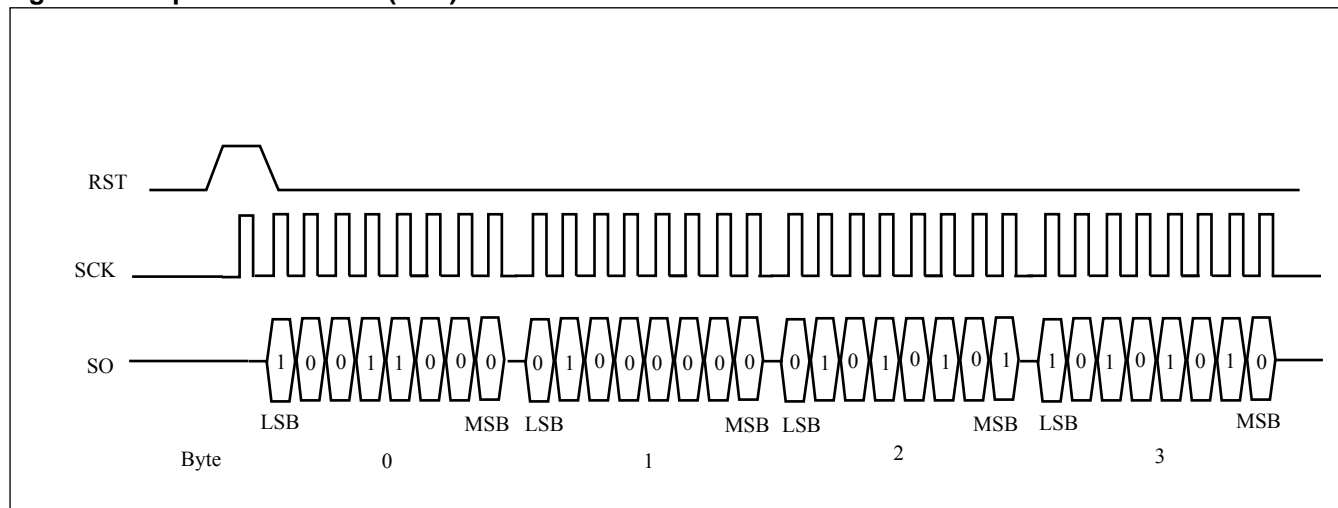 RST
SCK
SO 1 0 0 1 1 0 0 0 0 1 0 0 0 0 0 0 0 1 0 1 0 1 0 1 1 0 1 0 1 0 1 0
LSB MSB LSB MSB LSB MSB LSB MSB
Byte 0 1 2 3